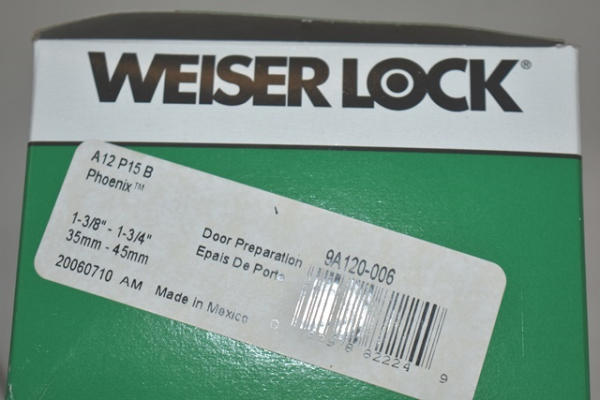 WEISER LOCK®
A12 P15 B
Phoenix™
1-3/8" - 1-3/4"
35mm - 45mm
20060710 AM Made in Mexico
Door Preparation
Epais De Porte
9A120-006
62224 9